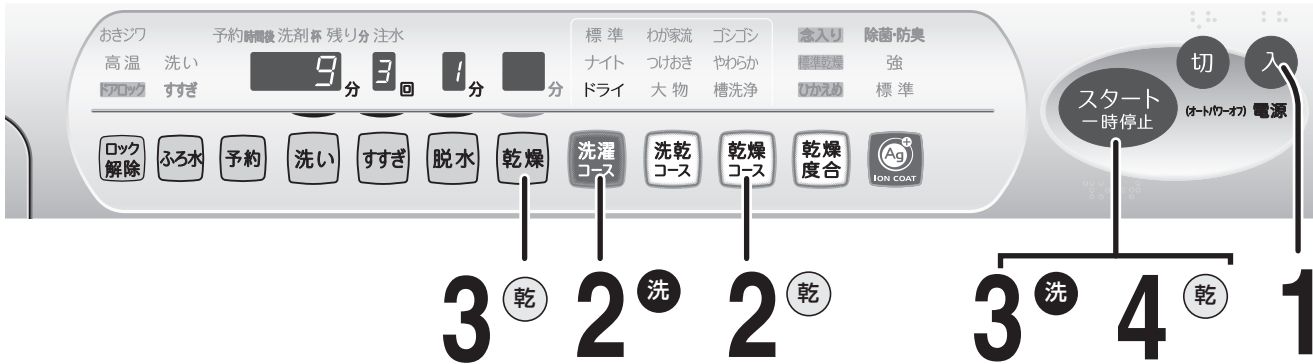 おきジワ 予約時間後 洗剤杯 残り分 注水 標準 わが家流 ゴシゴシ 念入り 除菌・防臭
高温 洗い ナイト つけおき やわらか 標準乾燥 強
ドアロック すすぎ 9分 3回 1分 分 ドライ 大物 槽洗浄 ひかえめ 標準
切 入
スタート
一時停止
(オートパワーオフ) 電源
ロック解除 ふろ水 予約 洗い すすぎ 脱水 乾燥 洗濯コース 洗乾コース 乾燥コース 乾燥度合 Ag+ ION COAT
3 乾 2 洗 2 乾 3 洗 4 乾 1